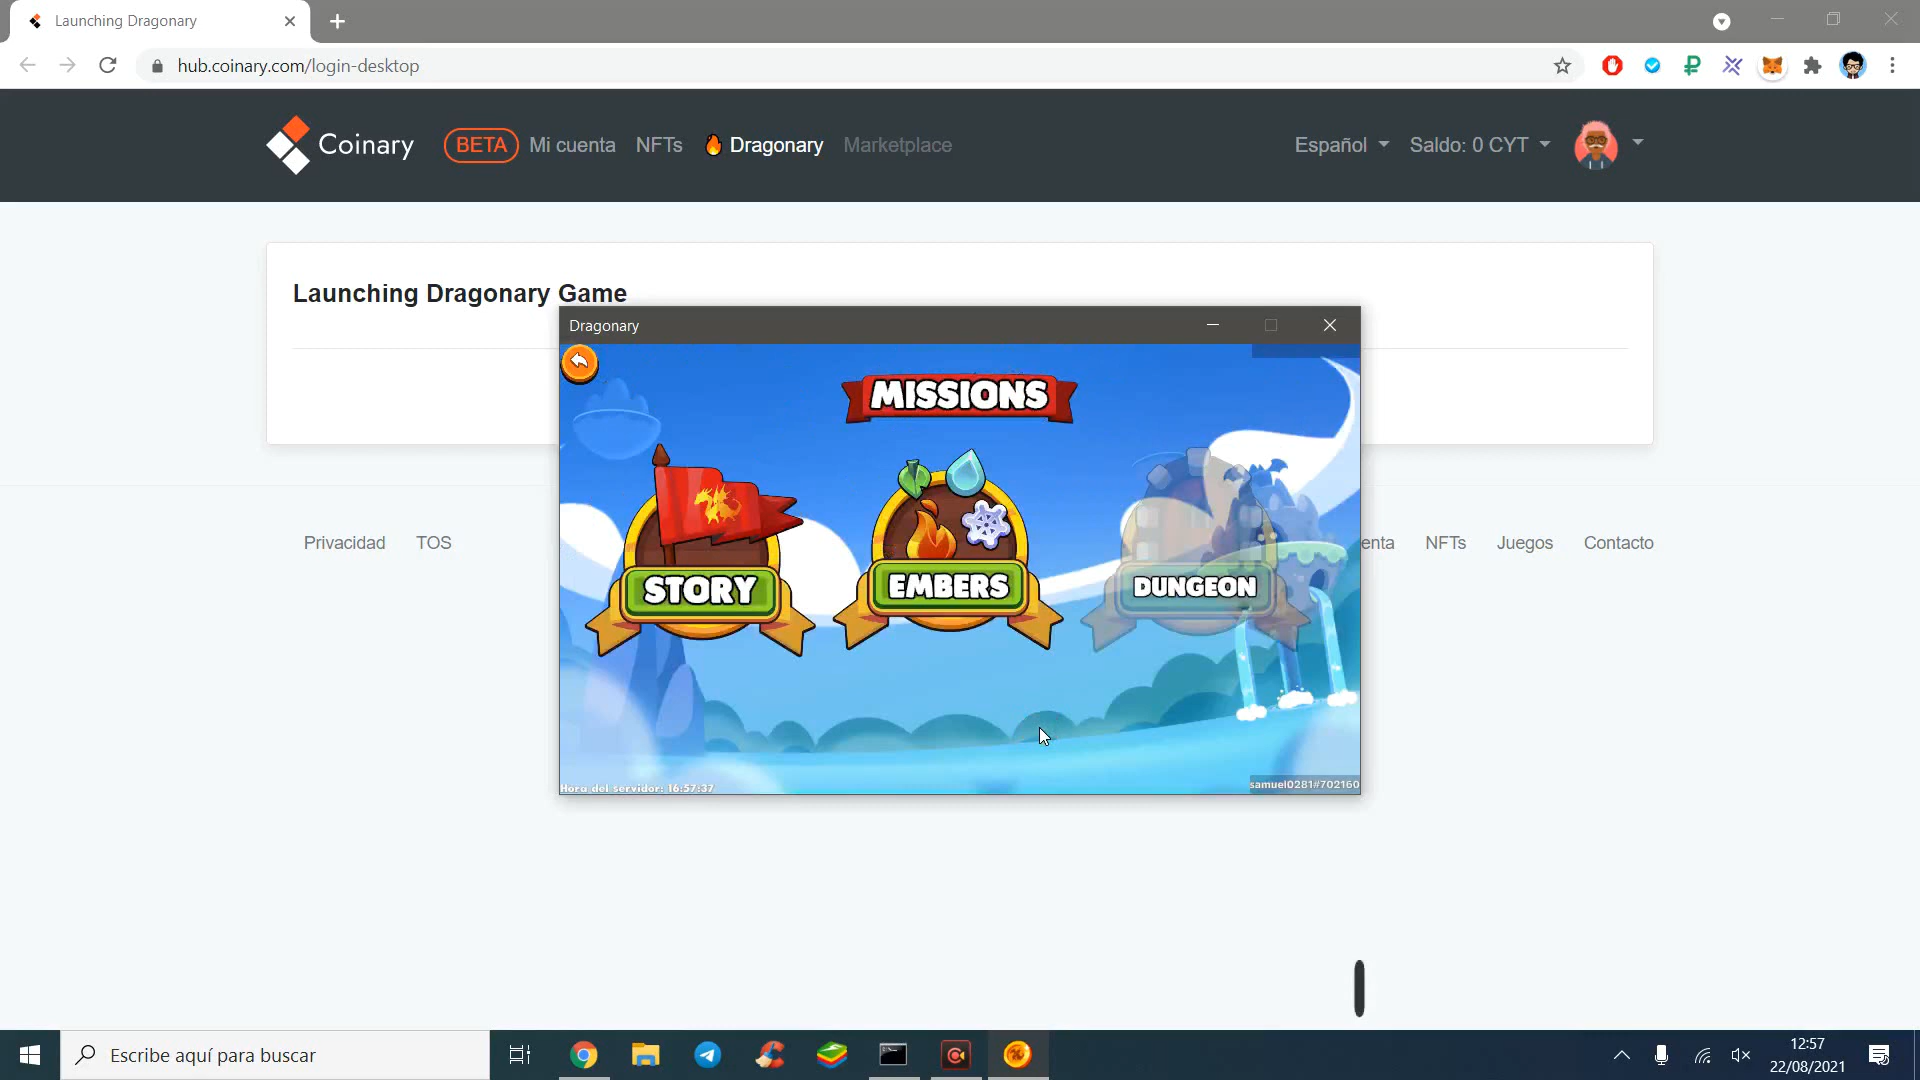 Launching Dragonary
hub.coinary.com/login-desktop
Coinary
BETA
Mi cuenta
NFTs
Dragonary
Marketplace
Español
Saldo: 0 CYT
Launching Dragonary Game
Dragonary
MISSIONS
STORY
EMBERS
DUNGEON
Hora del servidor: 16:57:37
samuel0281#702160
Privacidad
TOS
enta
NFTs
Juegos
Contacto
Escribe aquí para buscar
12:57
22/08/2021